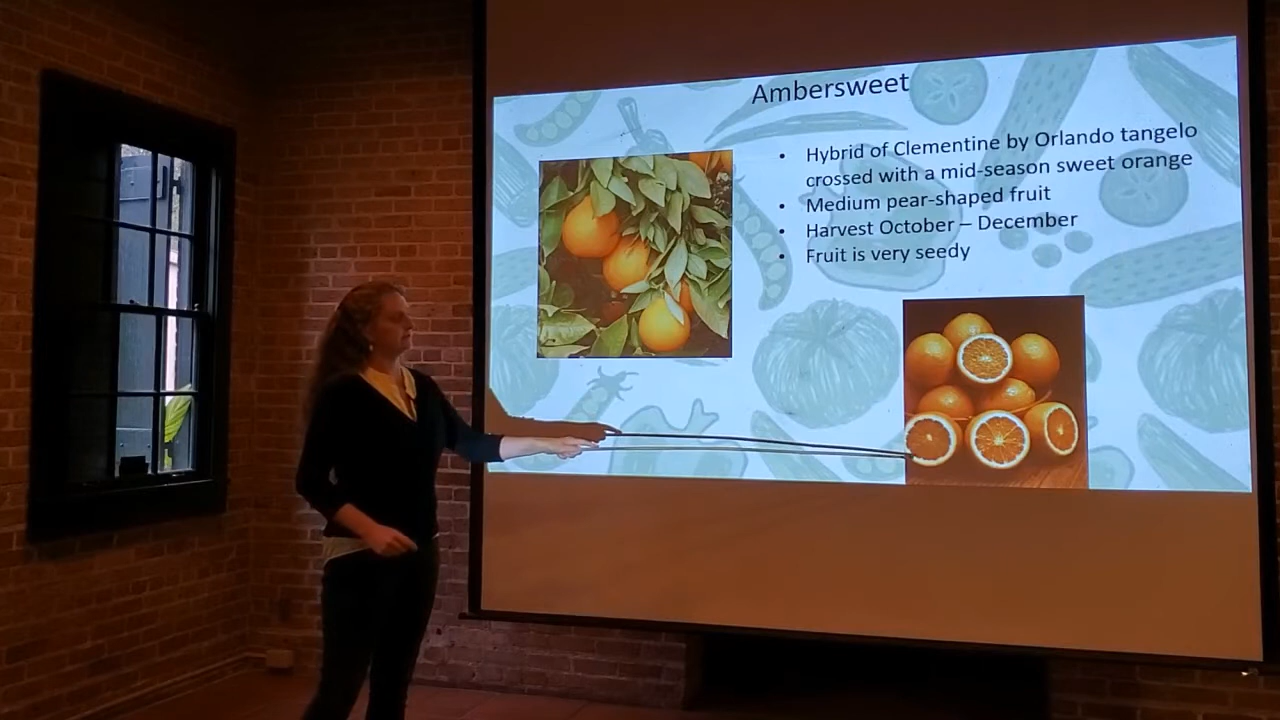 Ambersweet
• Hybrid of Clementine by Orlando tangelo
crossed with a mid-season sweet orange
• Medium pear-shaped fruit
• Harvest October – December
• Fruit is very seedy